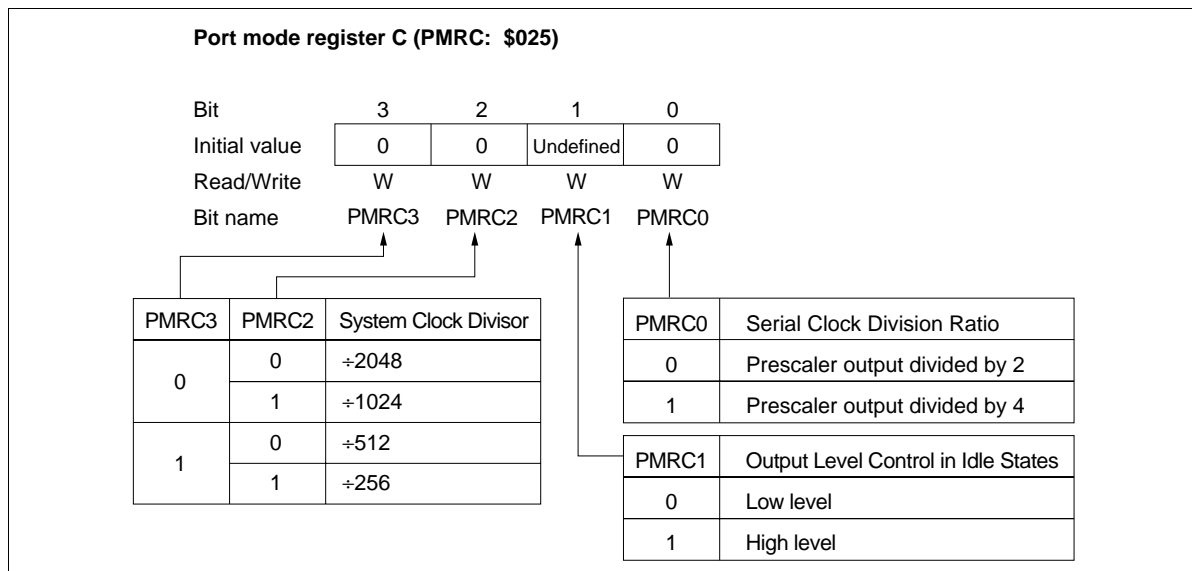 Port mode register C (PMRC: $025)
Bit 3 2 1 0
Initial value 0 0 Undefined 0
Read/Write W W W W
Bit name PMRC3 PMRC2 PMRC1 PMRC0
PMRC3 PMRC2 System Clock Divisor
0 0 ÷2048
1 ÷1024
1 0 ÷512
1 ÷256
PMRC0 Serial Clock Division Ratio
0 Prescaler output divided by 2
1 Prescaler output divided by 4
PMRC1 Output Level Control in Idle States
0 Low level
1 High level